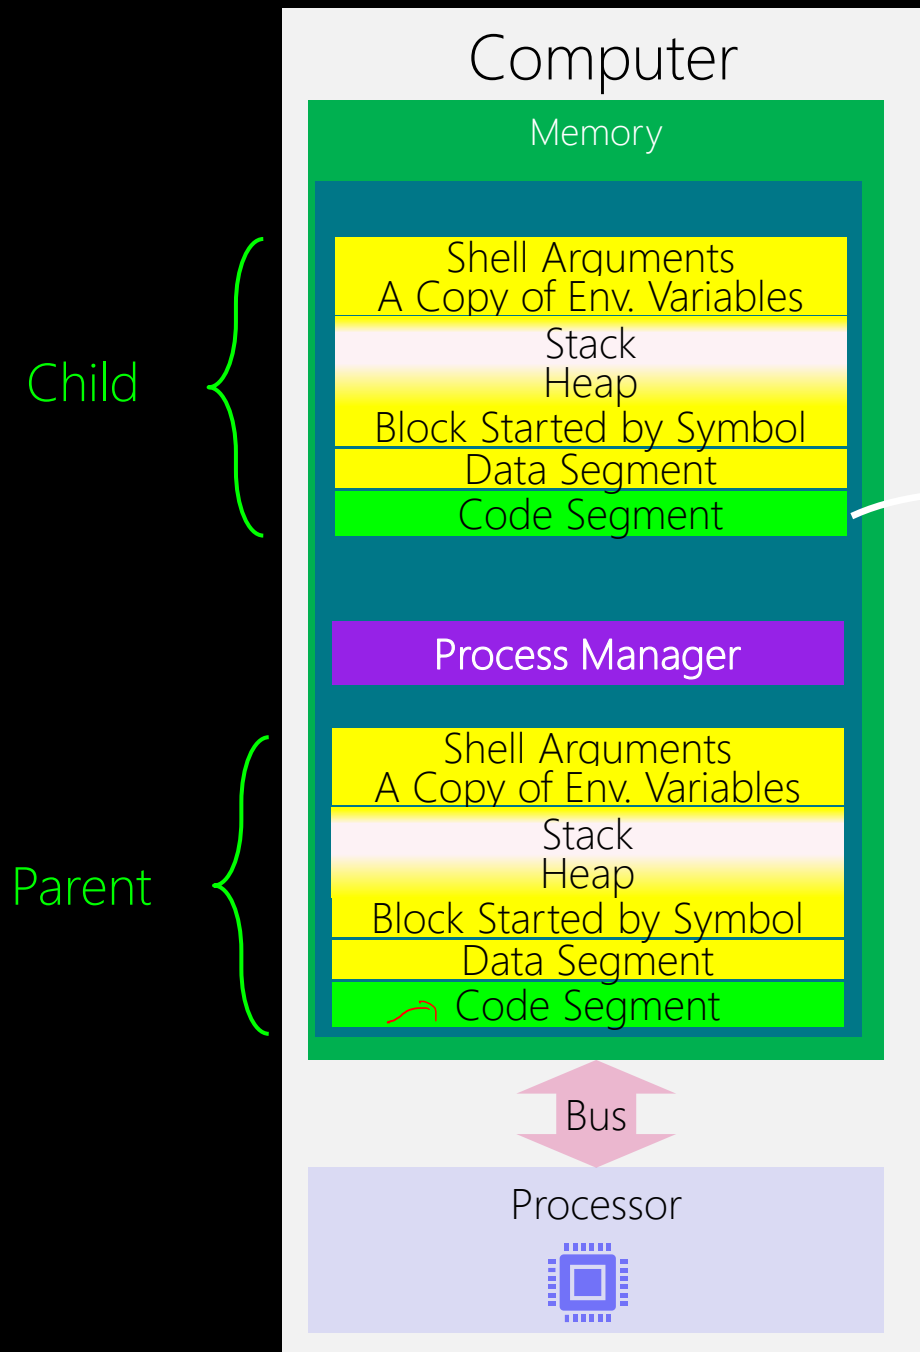 Computer
Memory
Shell Arguments
A Copy of Env. Variables
Stack
Heap
Block Started by Symbol
Data Segment
Code Segment
Child
Process Manager
Shell Arguments
A Copy of Env. Variables
Stack
Heap
Block Started by Symbol
Data Segment
Code Segment
Parent
Bus
Processor